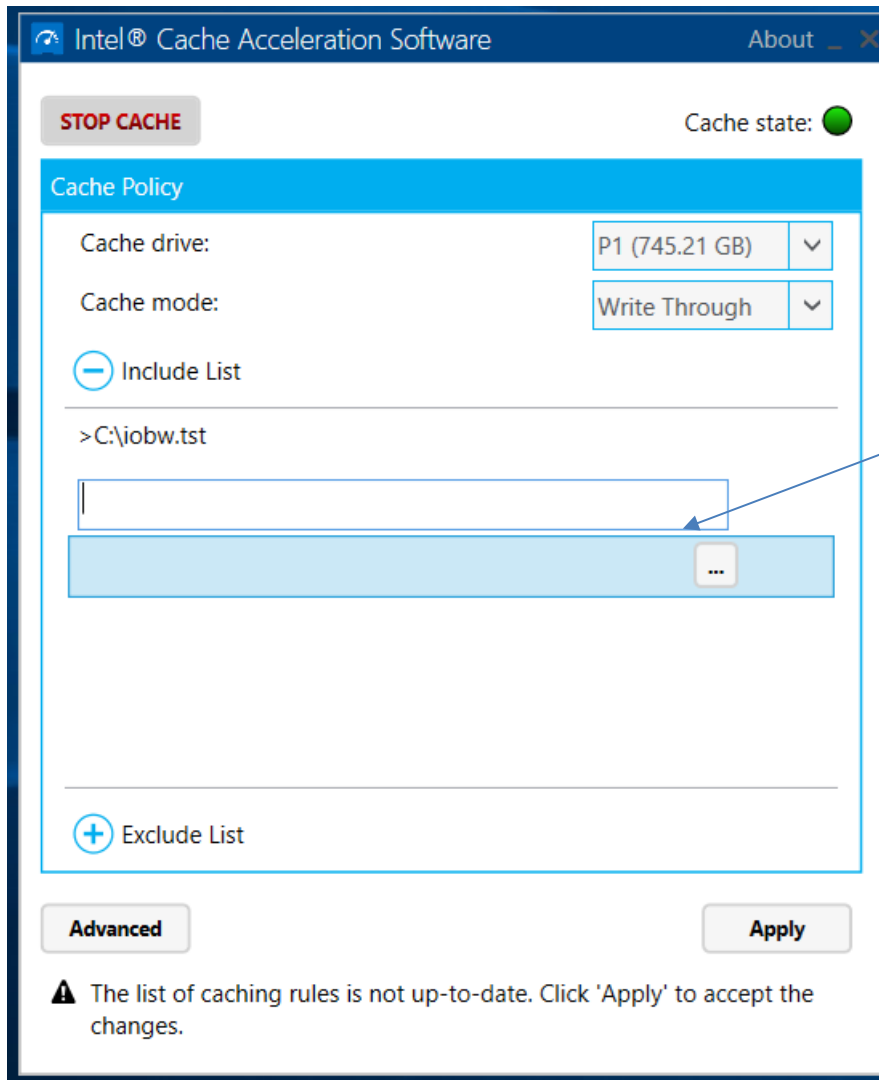 Intel® Cache Acceleration Software About
STOP CACHE Cache state:
Cache Policy
Cache drive: P1 (745.21 GB)
Cache mode: Write Through
Include List
>C:\iobw.tst
...
Exclude List
Advanced Apply
The list of caching rules is not up-to-date. Click 'Apply' to accept the
changes.